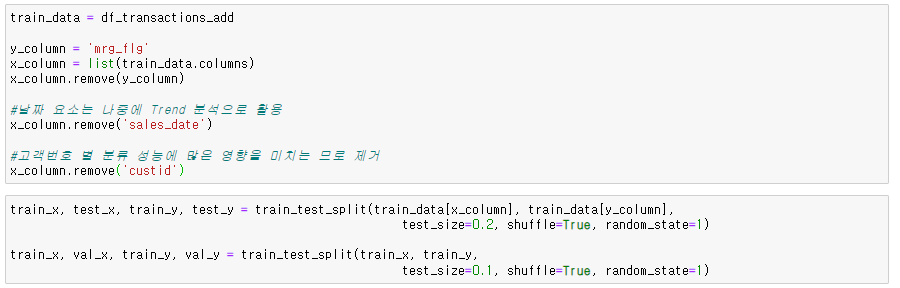 train_data = df_transactions_add
y_column = 'mrg_flg'
x_column = list(train_data.columns)
x_column.remove(y_column)
#날짜 요소는 나중에 Trend 분석으로 활용
x_column.remove('sales_date')
#고객번호 별 분류 성능에 많은 영향을 미치는 므로 제거
x_column.remove('custid')
train_x, test_x, train_y, test_y = train_test_split(train_data[x_column], train_data[y_column],
test_size=0.2, shuffle=True, random_state=1)
train_x, val_x, train_y, val_y = train_test_split(train_x, train_y,
test_size=0.1, shuffle=True, random_state=1)